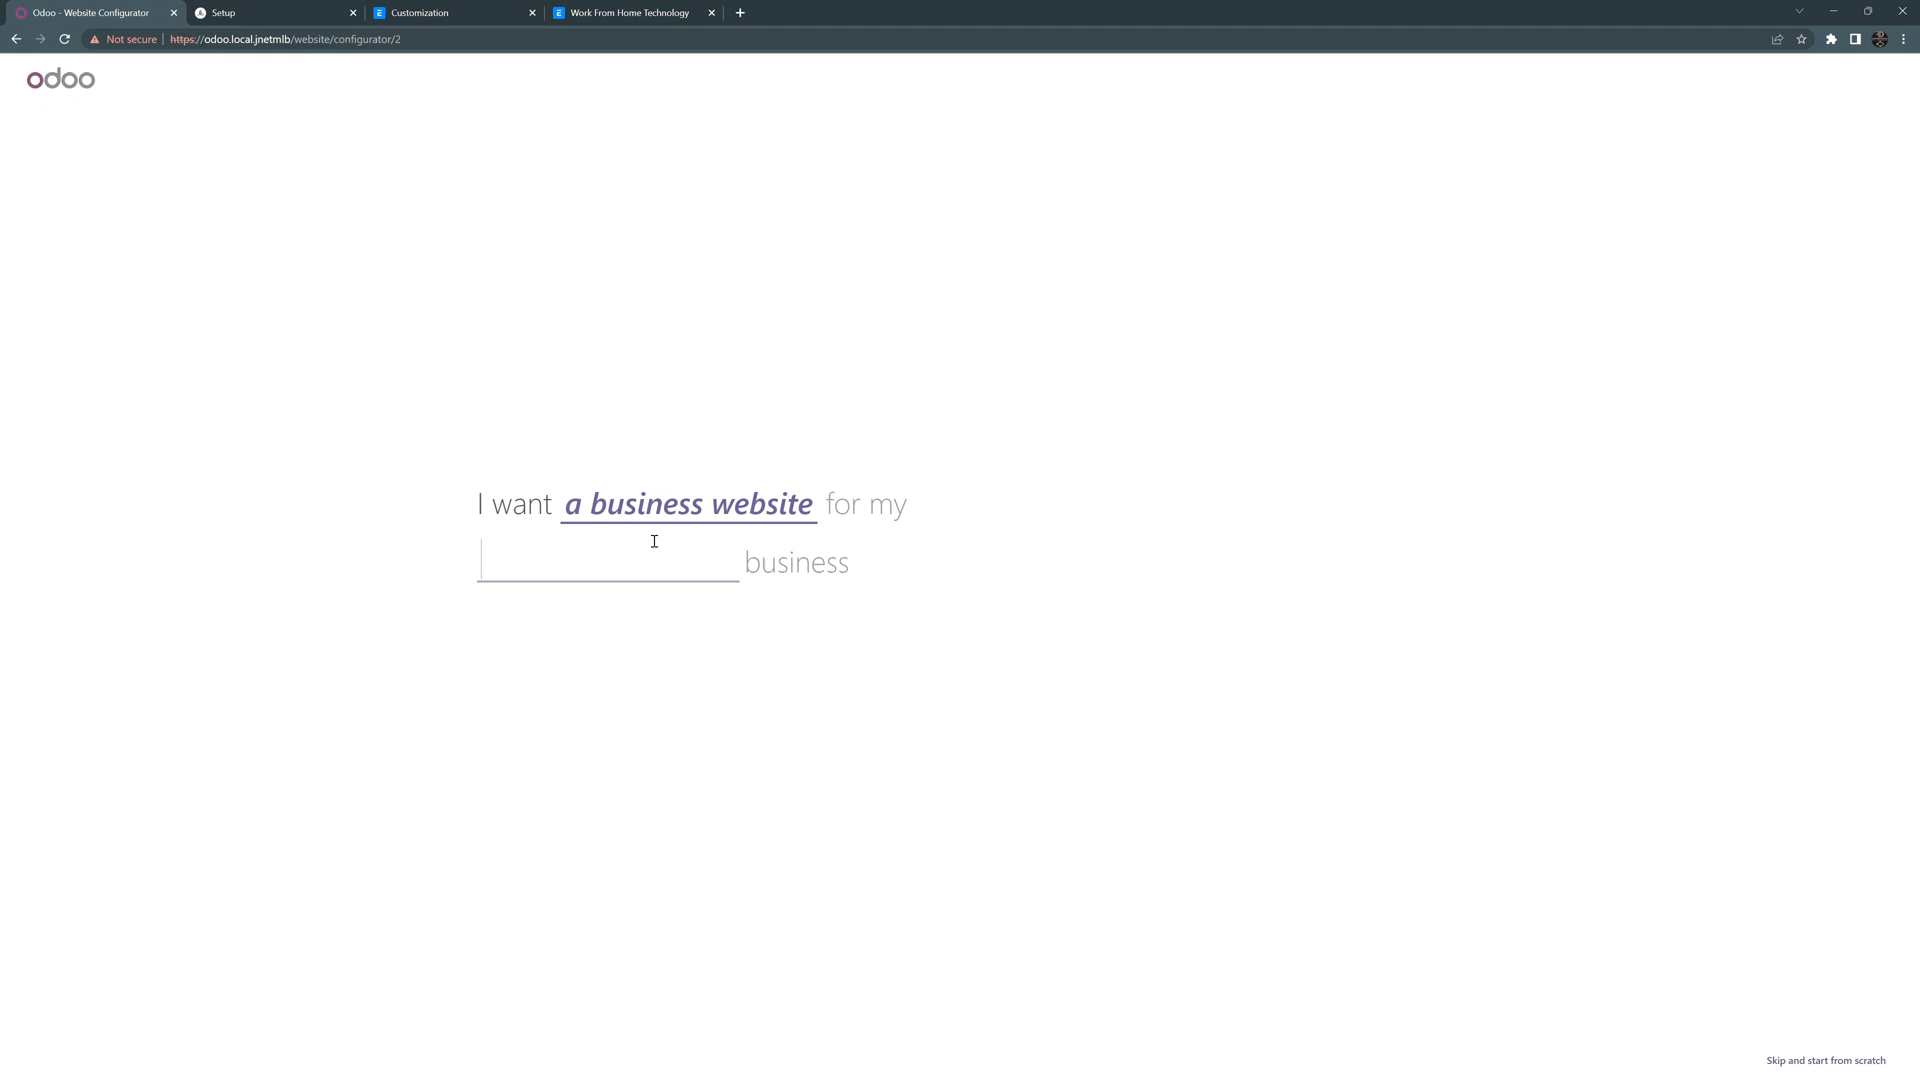 Odoo - Website Configurator
Setup
Customization
Work From Home Technology
Not secure | https://odoo.local.jnetmlb/website/configurator/2
odoo
I want a business website for my
business
Skip and start from scratch